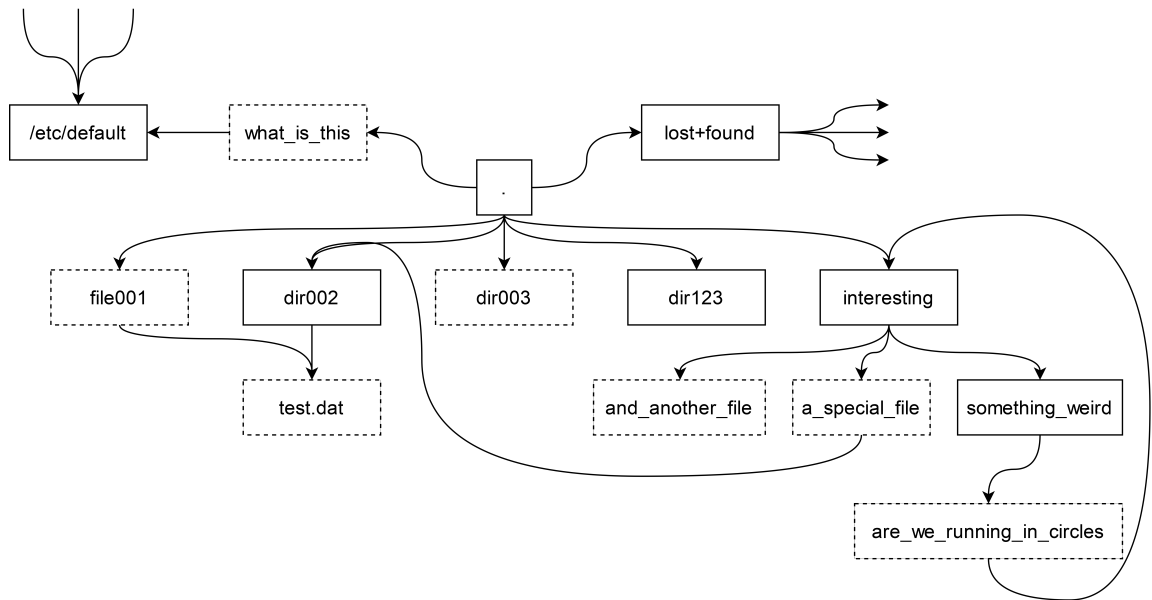 /etc/default
what_is_this
lost+found
.
file001
dir002
dir003
dir123
interesting
test.dat
and_another_file
a_special_file
something_weird
are_we_running_in_circles